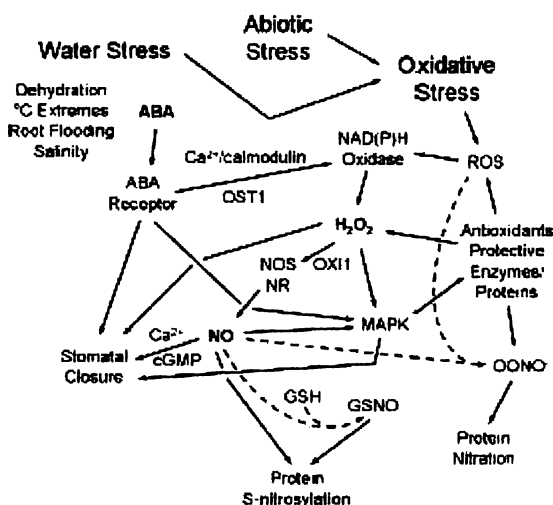 Abiotic
Stress
Water Stress
Oxidative
Stress
Dehydration
°C Extremes
Root Flooding
Salinity
ABA
NAD(P)H
Oxidase
ROS
Ca²⁺/calmodulin
OST1
ABA
Receptor
H₂O₂
Antioxidants
Protective
Enzymes/
Proteins
NOS
NR
OXI1
Ca²⁺
cGMP
NO
MAPK
Stomatal
Closure
OONO⁻
GSH
GSNO
Protein
Nitration
Protein
S-nitrosylation